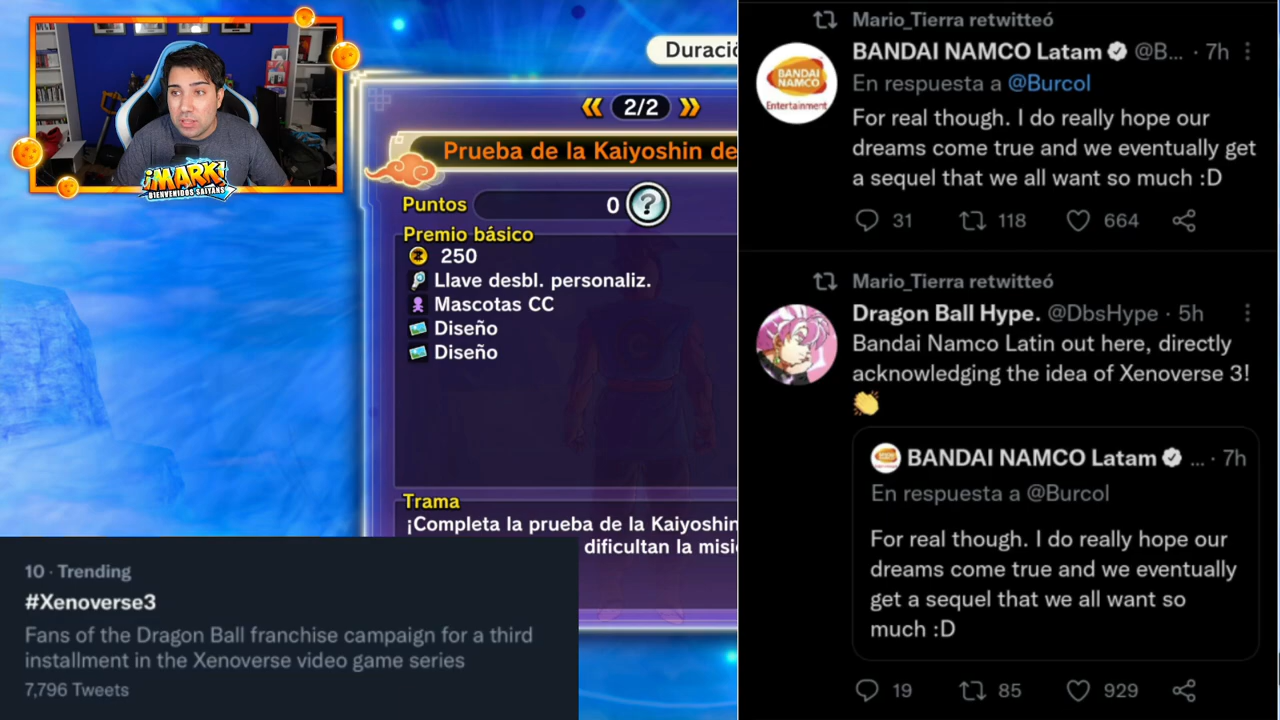 ¡MARK!
BIENVENIDOS SAIYANS
Duració
2/2
Prueba de la Kaiyoshin de
Puntos 0 ?
Premio básico
250
Llave desbl. personaliz.
Mascotas CC
Diseño
Diseño
Trama
¡Completa la prueba de la Kaiyoshin
dificultan la misi
10 · Trending
#Xenoverse3
Fans of the Dragon Ball franchise campaign for a third
installment in the Xenoverse video game series
7,796 Tweets
Mario_Tierra retwitteó
BANDAI NAMCO Latam @B... · 7h
BANDAI
NAMCO
Entertainment
En respuesta a @Burcol
For real though. I do really hope our
dreams come true and we eventually get
a sequel that we all want so much :D
31 118 664
Mario_Tierra retwitteó
Dragon Ball Hype. @DbsHype · 5h
Bandai Namco Latin out here, directly
acknowledging the idea of Xenoverse 3!
👏
BANDAI NAMCO Latam ... · 7h
En respuesta a @Burcol
For real though. I do really hope our
dreams come true and we eventually
get a sequel that we all want so
much :D
19 85 929